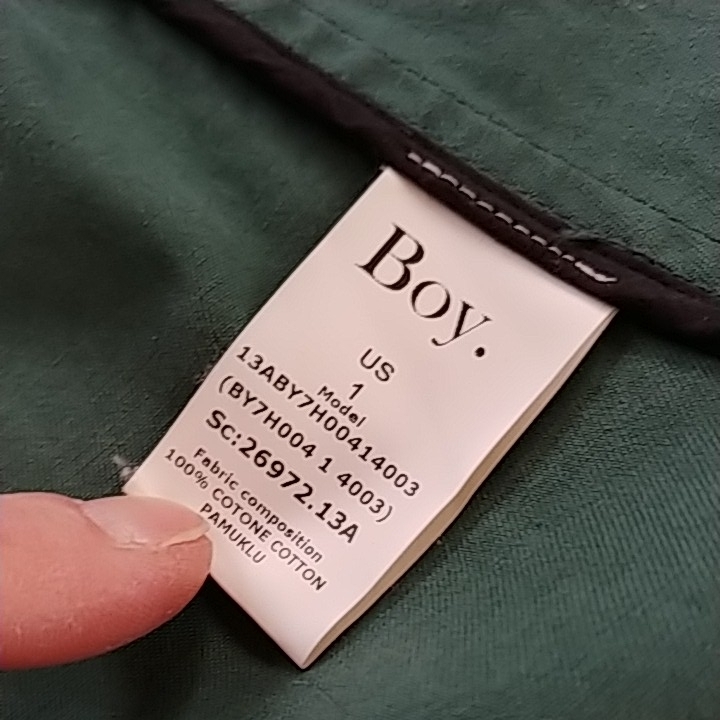 Boy.
US
1
Model
13ABY7H00414003
(BY7H004 1 4003)
Sc:26972.13A
Fabric composition
100% COTONE COTTON
PAMUKLU